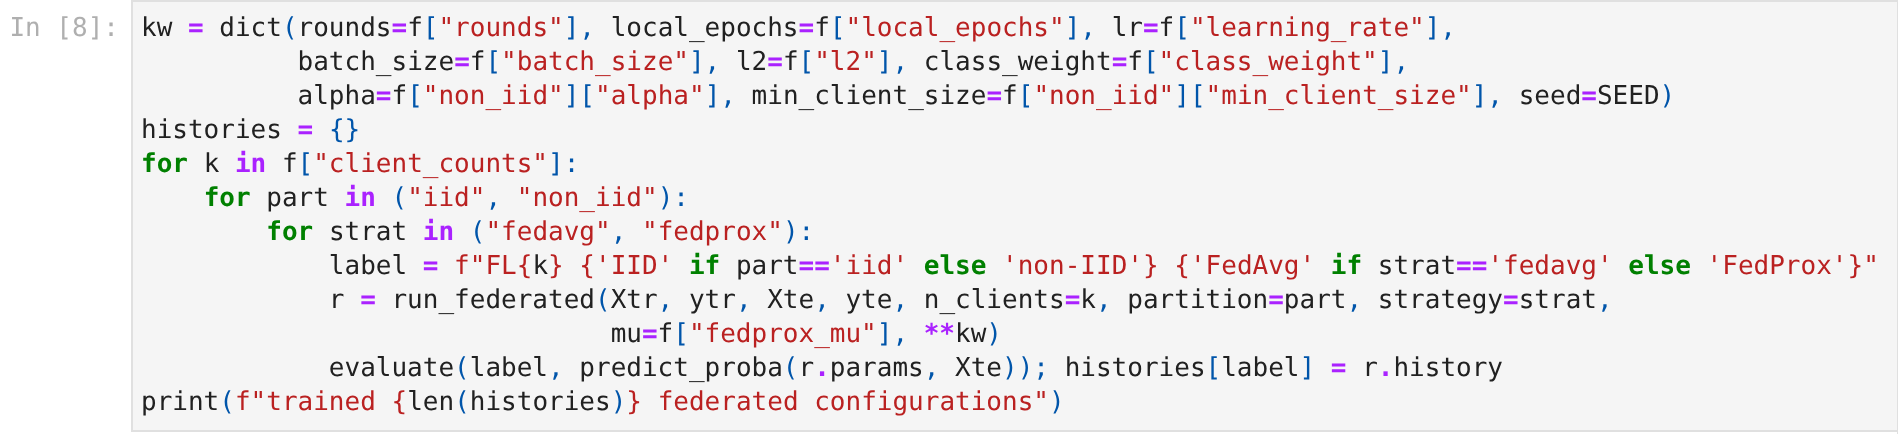 In [8]: kw = dict(rounds=f["rounds"], local_epochs=f["local_epochs"], lr=f["learning_rate"],
          batch_size=f["batch_size"], l2=f["l2"], class_weight=f["class_weight"],
          alpha=f["non_iid"]["alpha"], min_client_size=f["non_iid"]["min_client_size"], seed=SEED)
histories = {}
for k in f["client_counts"]:
    for part in ("iid", "non_iid"):
        for strat in ("fedavg", "fedprox"):
            label = f"FL{k} {'IID' if part=='iid' else 'non-IID'} {'FedAvg' if strat=='fedavg' else 'FedProx'}"
            r = run_federated(Xtr, ytr, Xte, yte, n_clients=k, partition=part, strategy=strat,
                              mu=f["fedprox_mu"], **kw)
            evaluate(label, predict_proba(r.params, Xte)); histories[label] = r.history
print(f"trained {len(histories)} federated configurations")